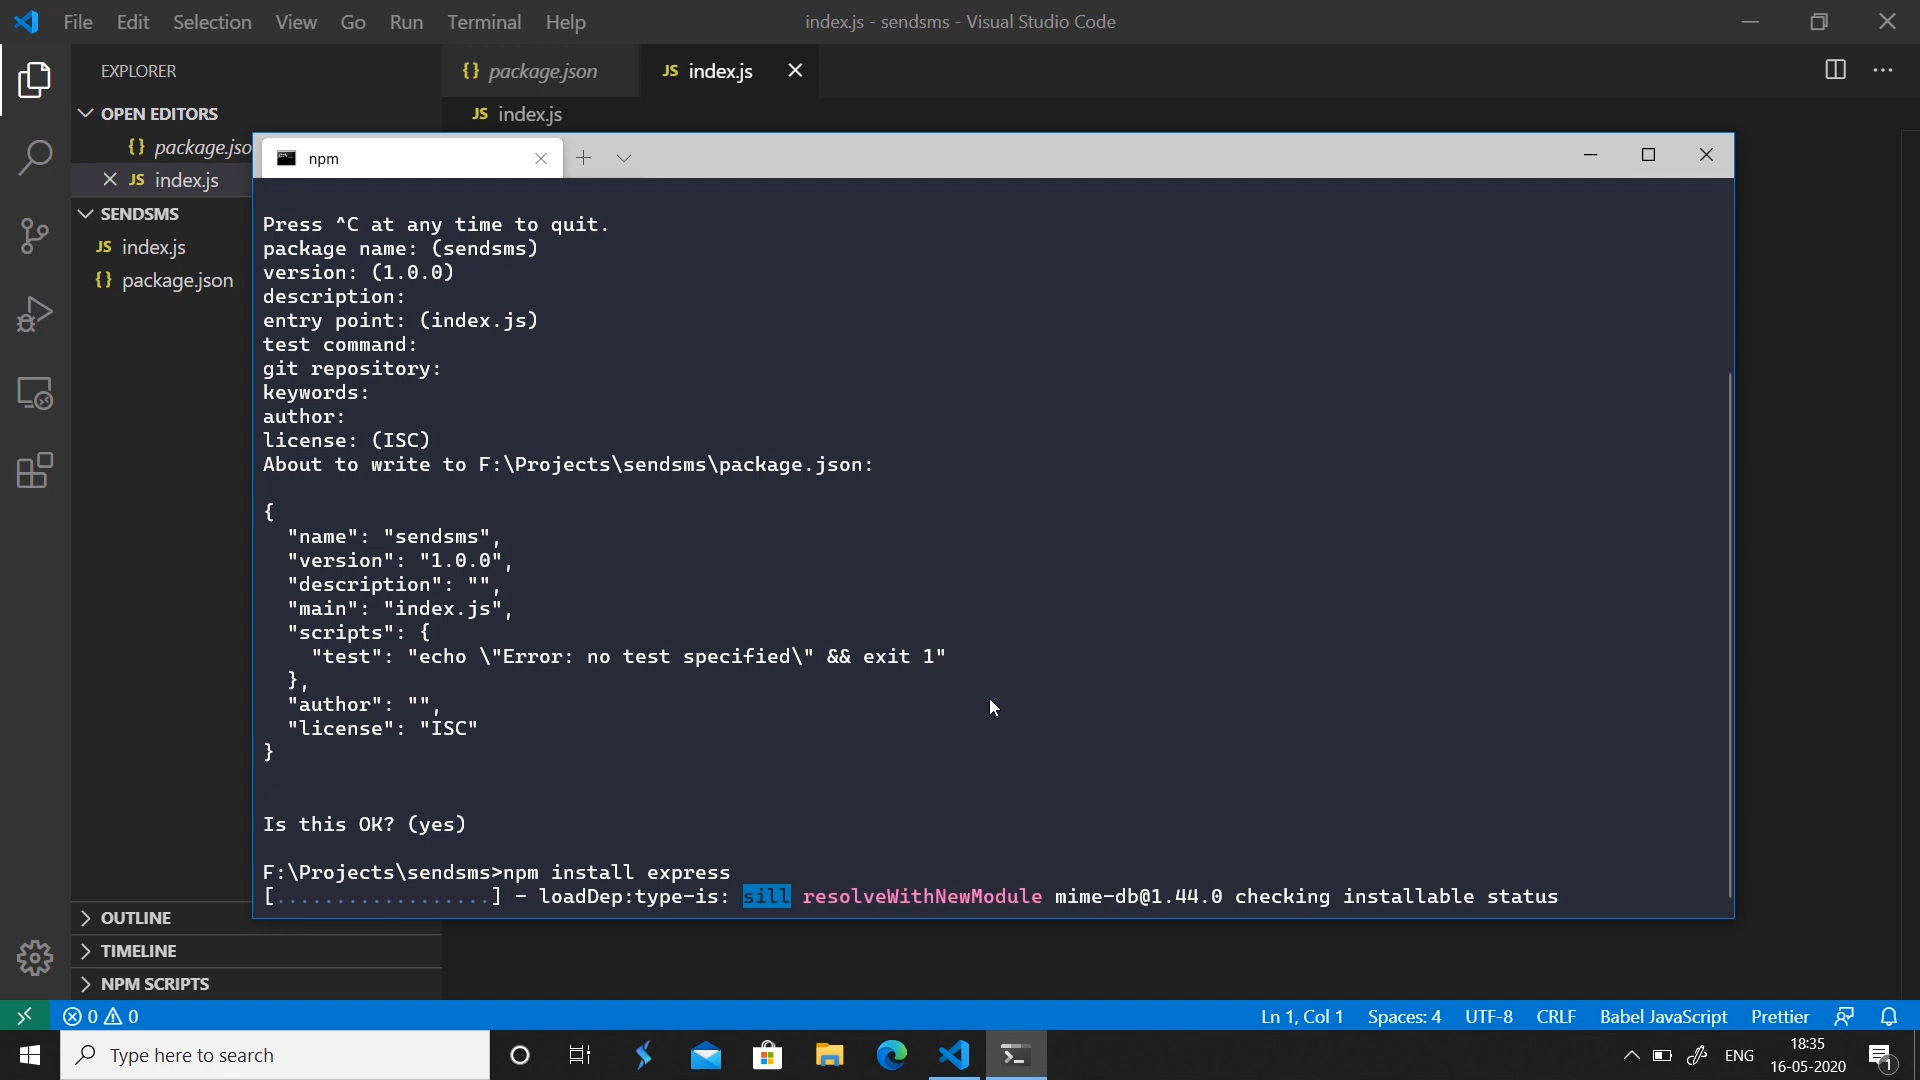 File Edit Selection View Go Run Terminal Help index.js - sendsms - Visual Studio Code
EXPLORER
{} package.json JS index.js
OPEN EDITORS
JS index.js
{} package.jso
JS index.js
SENDSMS
JS index.js
{} package.json
npm
Press ^C at any time to quit.
package name: (sendsms)
version: (1.0.0)
description:
entry point: (index.js)
test command:
git repository:
keywords:
author:
license: (ISC)
About to write to F:\Projects\sendsms\package.json:
{
"name": "sendsms",
"version": "1.0.0",
"description": "",
"main": "index.js",
"scripts": {
"test": "echo \"Error: no test specified\" && exit 1"
},
"author": "",
"license": "ISC"
}
Is this OK? (yes)
F:\Projects\sendsms>npm install express
[..................] - loadDep:type-is: sill resolveWithNewModule mime-db@1.44.0 checking installable status
OUTLINE
TIMELINE
NPM SCRIPTS
0 0 Ln 1, Col 1 Spaces: 4 UTF-8 CRLF Babel JavaScript Prettier
Type here to search
ENG
18:35
16-05-2020
1